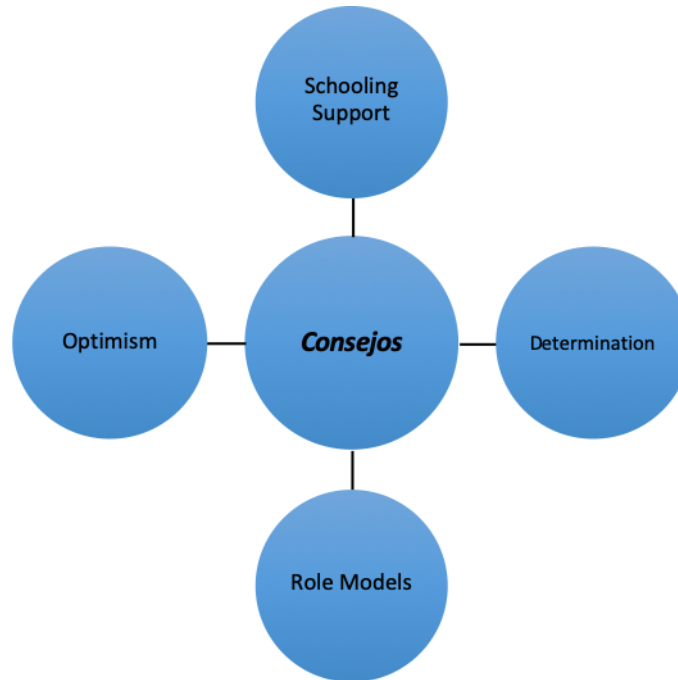 Schooling
Support
Optimism
Consejos
Determination
Role Models